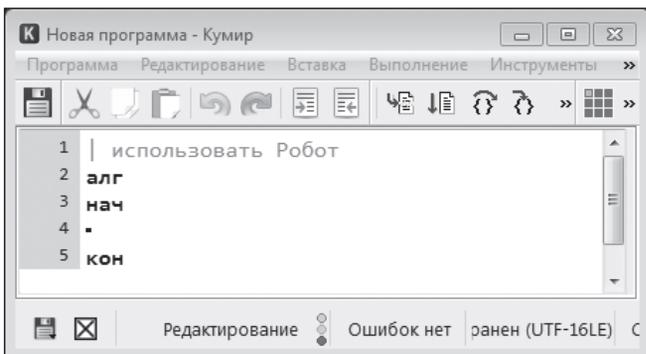 K Новая программа - Кумир
Программа Редактирование Вставка Выполнение Инструменты »
» »
1 | использовать Робот
2 алг
3 нач
4 ▪
5 кон
Редактирование Ошибок нет ранен (UTF-16LE)